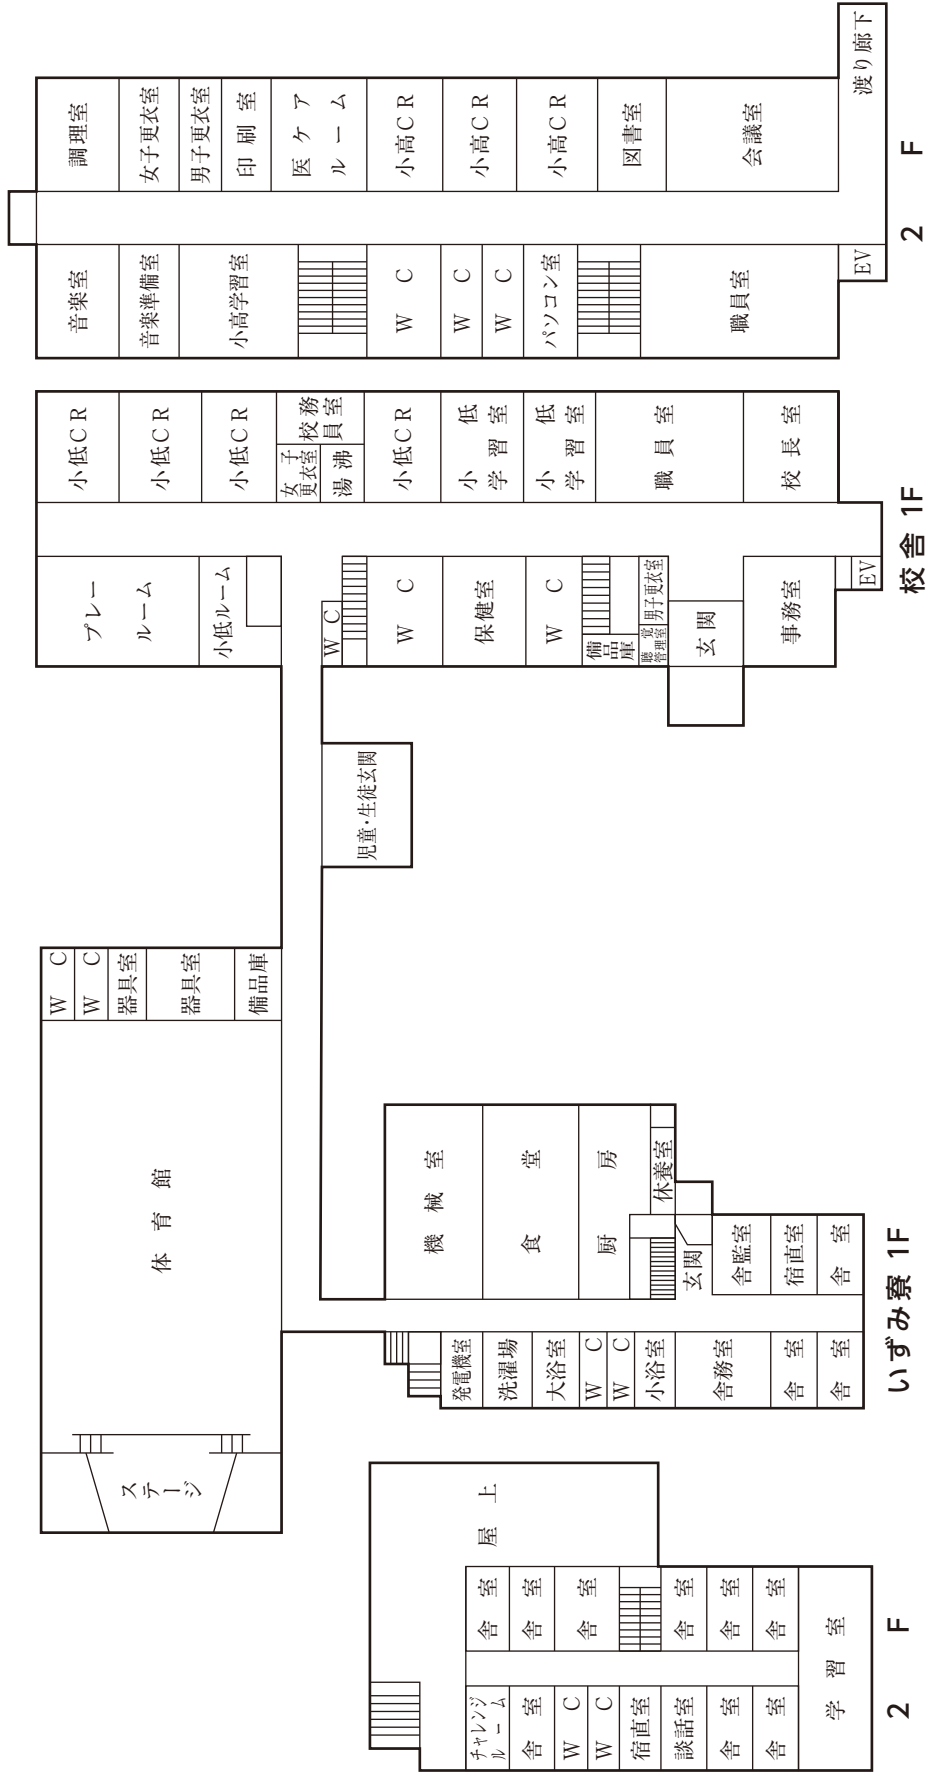 渡り廊下
調理室
女子更衣室
男子更衣室
印刷室
医ケア
ルーム
小高CR
小高CR
小高CR
図書室
会議室
音楽室
音楽準備室
小高学習室
WC
WC
WC
パソコン室
職員室
EV
2F
小低CR
小低CR
小低CR
校務
員室
女子
更衣室
湯沸
小低CR
小低
学習室
小低
学習室
職員室
校長室
プレー
ルーム
小低ルーム
WC
WC
保健室
WC
備品庫
男子更衣室
聴覚
管理室
玄関
事務室
EV
校舎 1F
児童・生徒玄関
WC
WC
器具室
器具室
備品庫
体育館
ステージ
機械室
食堂
厨房
休養室
玄関
舎監室
宿直室
舎室
発電機室
洗濯場
大浴室
WC
WC
小浴室
舎務室
舎室
舎室
いずみ寮 1F
屋上
舎室
舎室
舎室
舎室
舎室
舎室
チャレンジ
ルーム
舎室
WC
WC
宿直室
談話室
舎室
舎室
学習室
2F